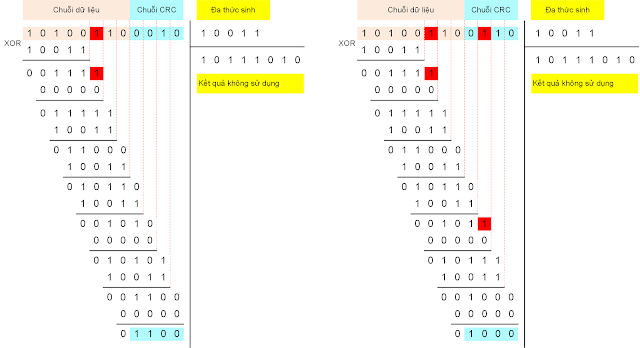 Chuỗi dữ liệu Chuỗi CRC Đa thức sinh
1 0 1 0 0 1 1 0 0 0 1 0 1 0 0 1 1
XOR
1 0 0 1 1
1 0 1 1 1 0 1 0
0 0 1 1 1 1
Kết quả không sử dụng
0 0 0 0 0
0 1 1 1 1 1
1 0 0 1 1
0 1 1 0 0 0
1 0 0 1 1
0 1 0 1 1 0
1 0 0 1 1
0 0 1 0 1 0
0 0 0 0 0
0 1 0 1 0 1
1 0 0 1 1
0 0 1 1 0 0
0 0 0 0 0
0 1 1 0 0
Chuỗi dữ liệu Chuỗi CRC Đa thức sinh
1 0 1 0 0 1 1 0 0 1 1 0 1 0 0 1 1
XOR
1 0 0 1 1
1 0 1 1 1 0 1 0
0 0 1 1 1 1
Kết quả không sử dụng
0 0 0 0 0
0 1 1 1 1 1
1 0 0 1 1
0 1 1 0 0 0
1 0 0 1 1
0 1 0 1 1 0
1 0 0 1 1
0 0 1 0 1 1
0 0 0 0 0
0 1 0 1 1 1
1 0 0 1 1
0 0 1 0 0 0
0 0 0 0 0
0 1 0 0 0